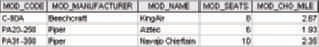 MOD_CODE MOD_MANUFACTURER MOD_NAME MOD_SEATS MOD_CHG_MILE
C-90A Beechcraft KingAir 8 2.67
PA23-250 Piper Aztec 6 1.93
PA31-350 Piper Navajo Chieftain 10 2.35